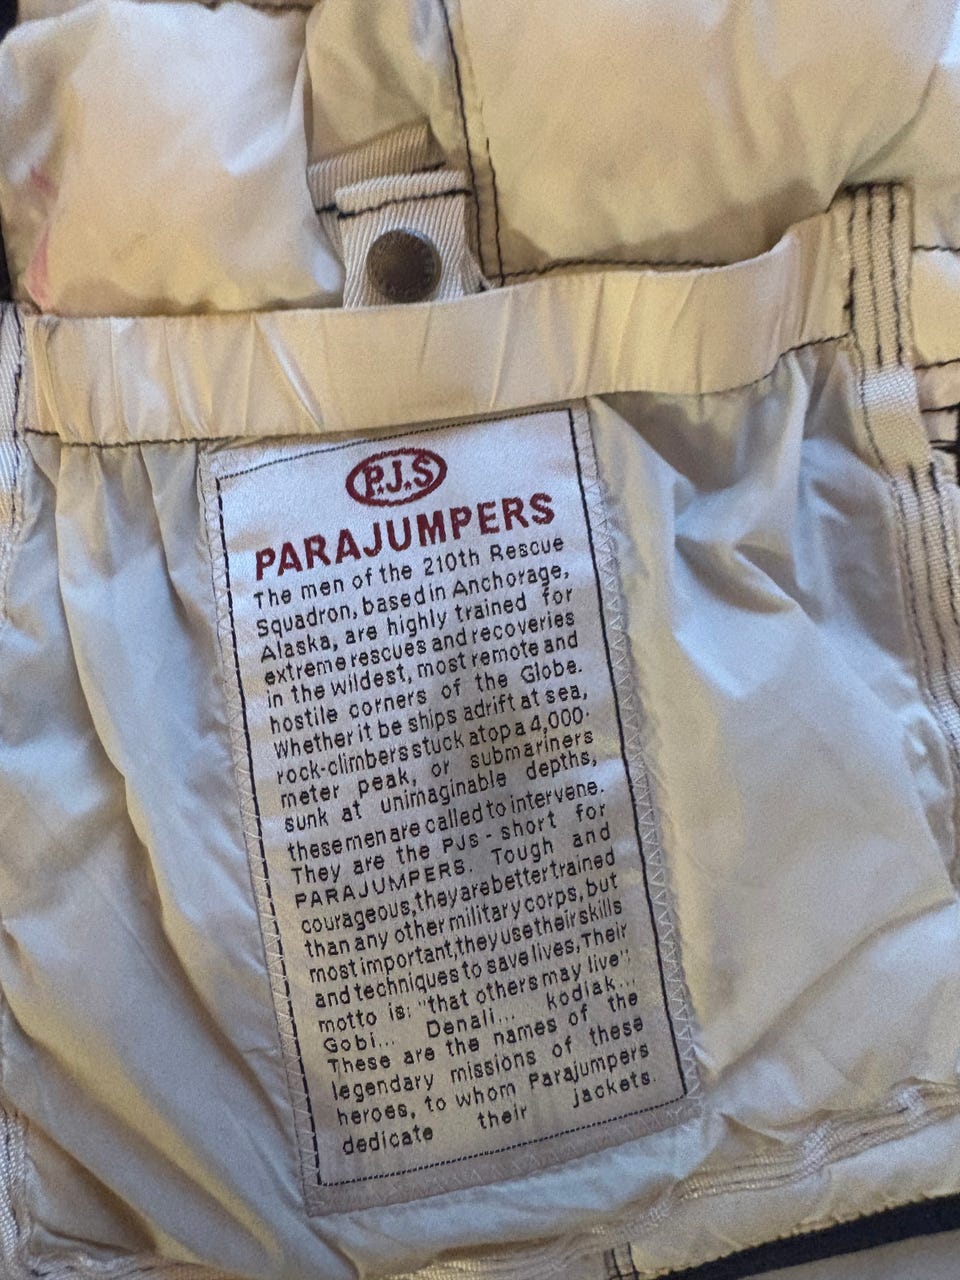 P.J.S
PARAJUMPERS
The men of the 210th Rescue
Squadron, based in Anchorage,
Alaska, are highly trained for
extreme rescues and recoveries
in the wildest, most remote and
hostile corners of the Globe.
Whether it be ships adrift at sea,
rock-climbers stuck atop a 4,000-
meter peak, or submariners
sunk at unimaginable depths,
these men are called to intervene.
They are the PJs - short for
PARAJUMPERS. Tough and
courageous, they are better trained
than any other military corps, but
most important, they use their skills
and techniques to save lives, Their
motto is: "that others may live".
Gobi... Denali... kodiak...
These are the names of the
legendary missions of these
heroes, to whom Parajumpers
dedicate their jackets.